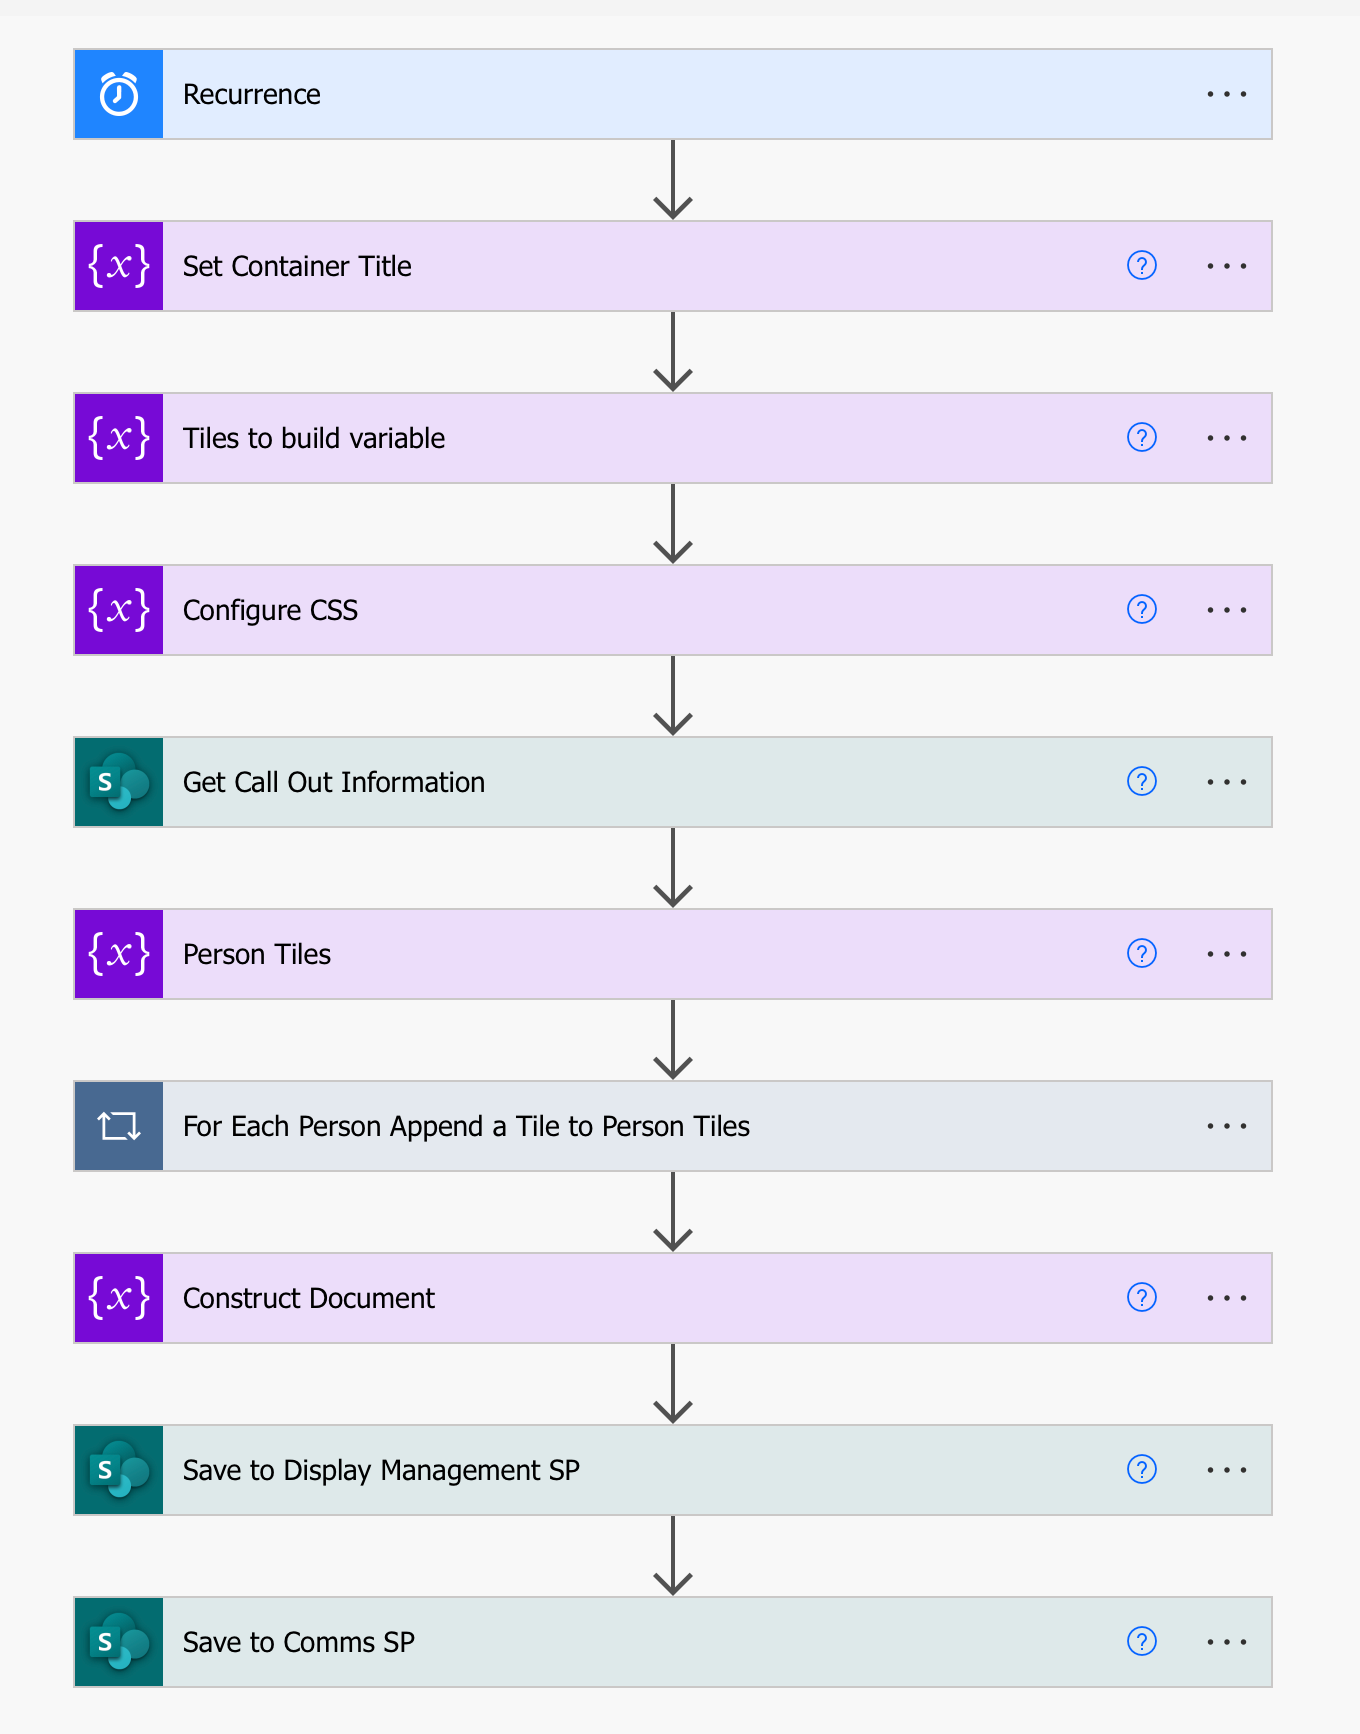 Recurrence
{x} Set Container Title ?
{x} Tiles to build variable ?
{x} Configure CSS ?
S Get Call Out Information ?
{x} Person Tiles ?
For Each Person Append a Tile to Person Tiles
{x} Construct Document ?
S Save to Display Management SP ?
S Save to Comms SP ?